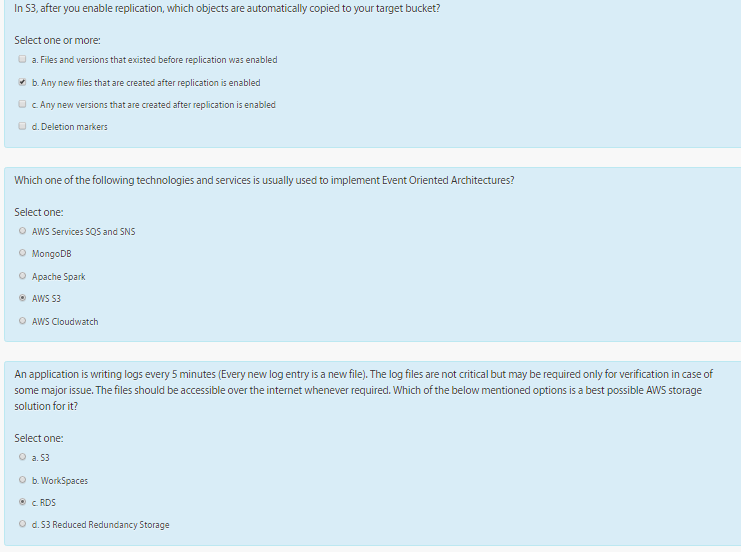 In S3, after you enable replication, which objects are automatically copied to your target bucket?
Select one or more:
a. Files and versions that existed before replication was enabled
b. Any new files that are created after replication is enabled
c. Any new versions that are created after replication is enabled
d. Deletion markers
Which one of the following technologies and services is usually used to implement Event Oriented Architectures?
Select one:
AWS Services SQS and SNS
MongoDB
Apache Spark
AWS S3
AWS Cloudwatch
An application is writing logs every 5 minutes (Every new log entry is a new file). The log files are not critical but may be required only for verification in case of
some major issue. The files should be accessible over the internet whenever required. Which of the below mentioned options is a best possible AWS storage
solution for it?
Select one:
a. S3
b. WorkSpaces
c. RDS
d. S3 Reduced Redundancy Storage